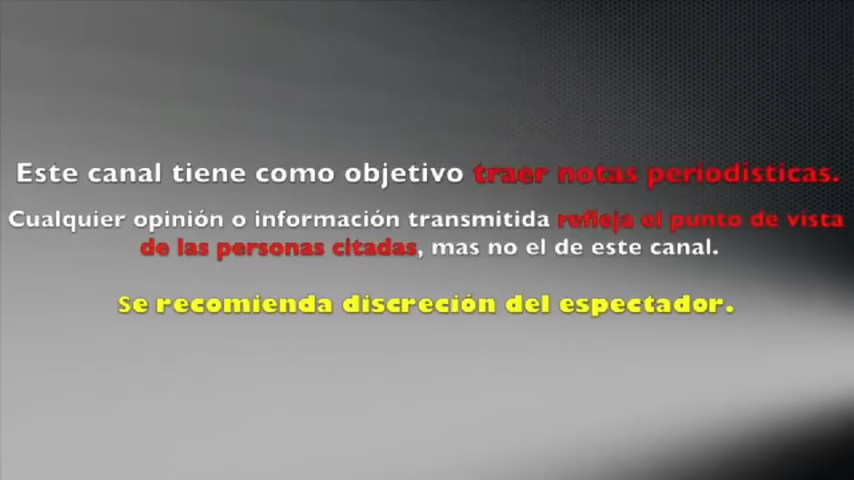 Este canal tiene como objetivo traer notas periodísticas.
Cualquier opinión o información transmitida refleja el punto de vista
de las personas citadas, mas no el de este canal.
Se recomienda discreción del espectador.